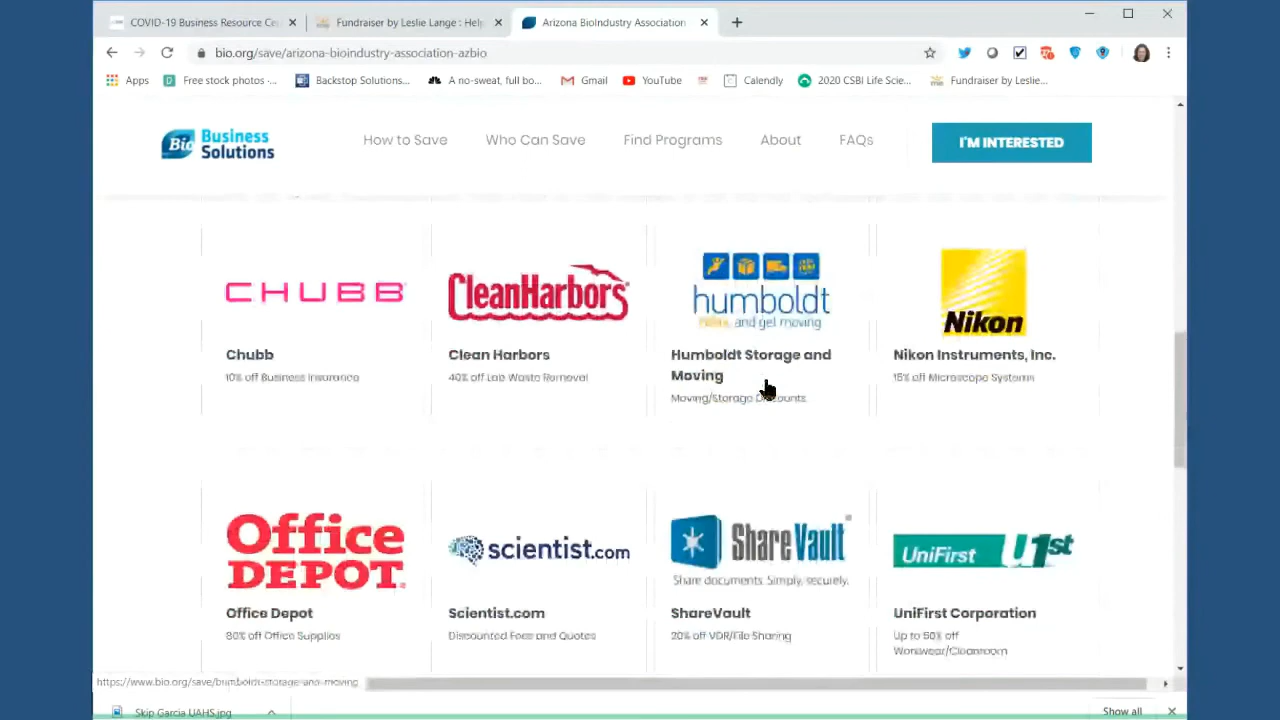 COVID-19 Business Resource Ce
Fundraiser by Leslie Lange : Hel
Arizona BioIndustry Association
bio.org/save/arizona-bioindustry-association-azbio
Apps
Free stock photos -...
Backstop Solutions...
A no-sweat, full bo...
Gmail
YouTube
Calendly
2020 CSBI Life Scie...
Fundraiser by Leslie...
Bio Business Solutions
How to Save
Who Can Save
Find Programs
About
FAQs
I'M INTERESTED
CHUBB
CleanHarbors
humboldt
relax, and get moving
Nikon
Chubb
10% off Business Insurance
Clean Harbors
40% off Lab Waste Removal
Humboldt Storage and
Moving
Moving/Storage Discounts
Nikon Instruments, Inc.
15% off Microscope Systems
Office
DEPOT
scientist.com
ShareVault
Share documents. Simply, securely.
UniFirst U1st
Office Depot
80% off Office Supplies
Scientist.com
Discounted Fees and Quotes
ShareVault
20% off VDR/File Sharing
UniFirst Corporation
Up to 50% off
Workwear/Cleanroom
https://www.bio.org/save/humboldt-storage-and-moving
Skip Garcia UAHS.jpg
Show all